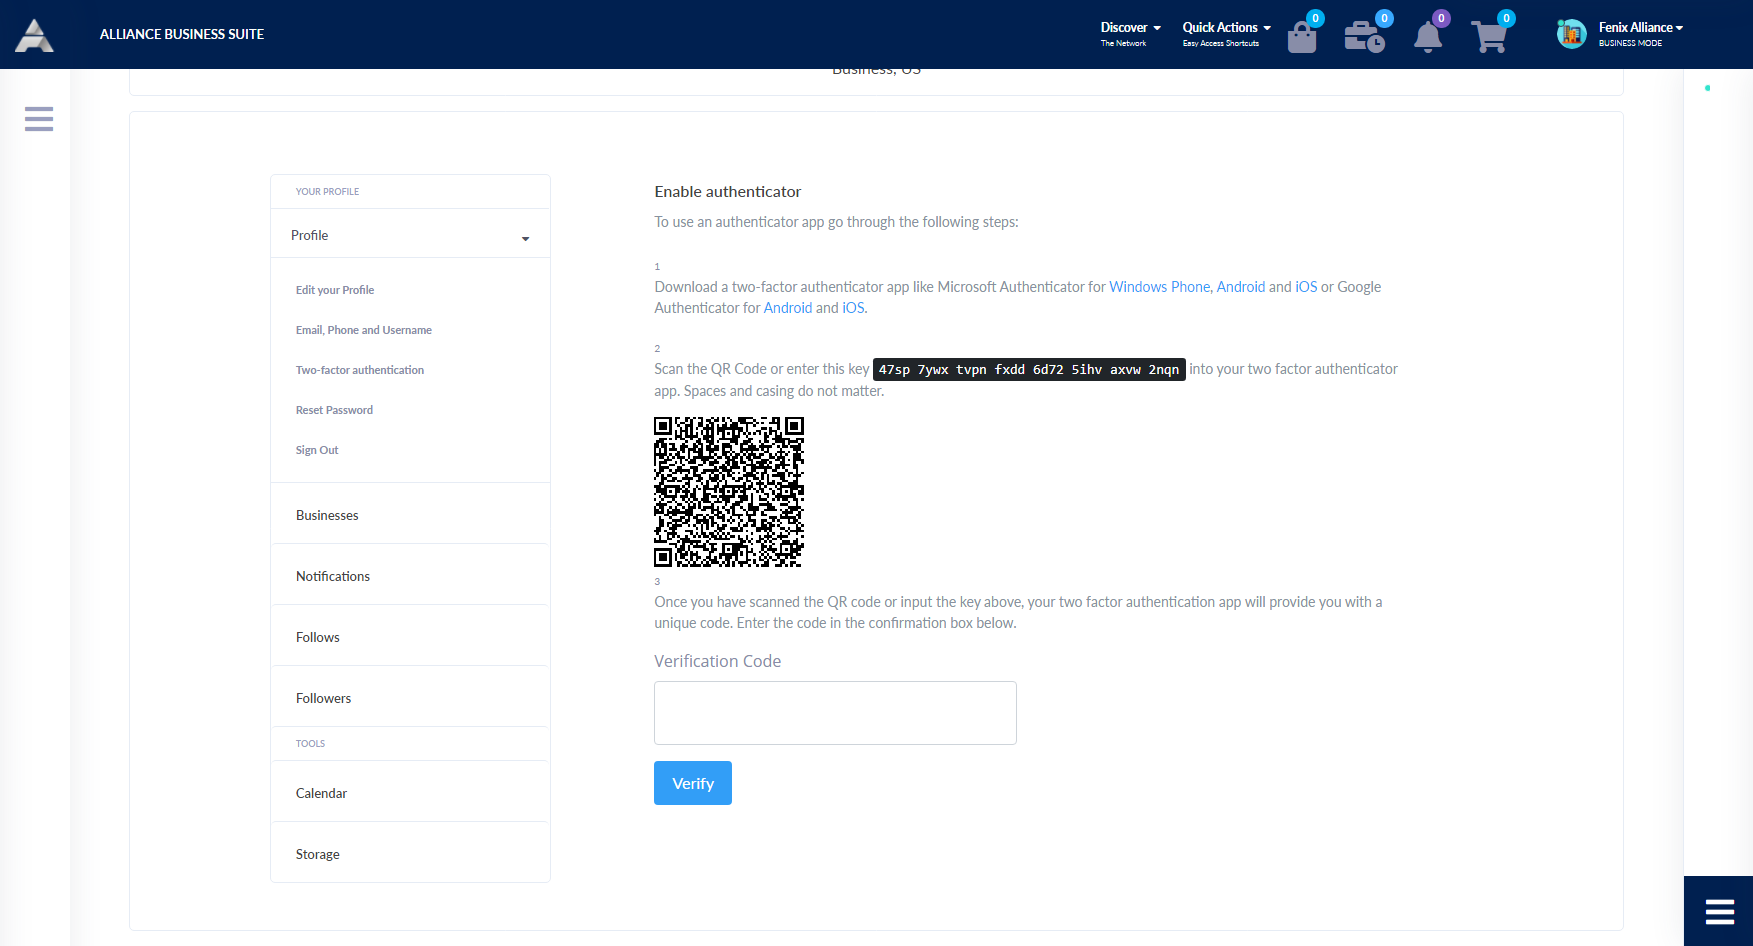 ALLIANCE BUSINESS SUITE
Discover
The Network
Quick Actions
Easy Access Shortcuts
0
0
0
0
Fenix Alliance
BUSINESS MODE
Business, US
YOUR PROFILE
Profile
Edit your Profile
Email, Phone and Username
Two-factor authentication
Reset Password
Sign Out
Businesses
Notifications
Follows
Followers
TOOLS
Calendar
Storage
Enable authenticator
To use an authenticator app go through the following steps:
1
Download a two-factor authenticator app like Microsoft Authenticator for Windows Phone, Android and iOS or Google
Authenticator for Android and iOS.
2
Scan the QR Code or enter this key 47sp 7ywx tvpn fxdd 6d72 5ihv axvw 2nqn into your two factor authenticator
app. Spaces and casing do not matter.
3
Once you have scanned the QR code or input the key above, your two factor authentication app will provide you with a
unique code. Enter the code in the confirmation box below.
Verification Code
Verify